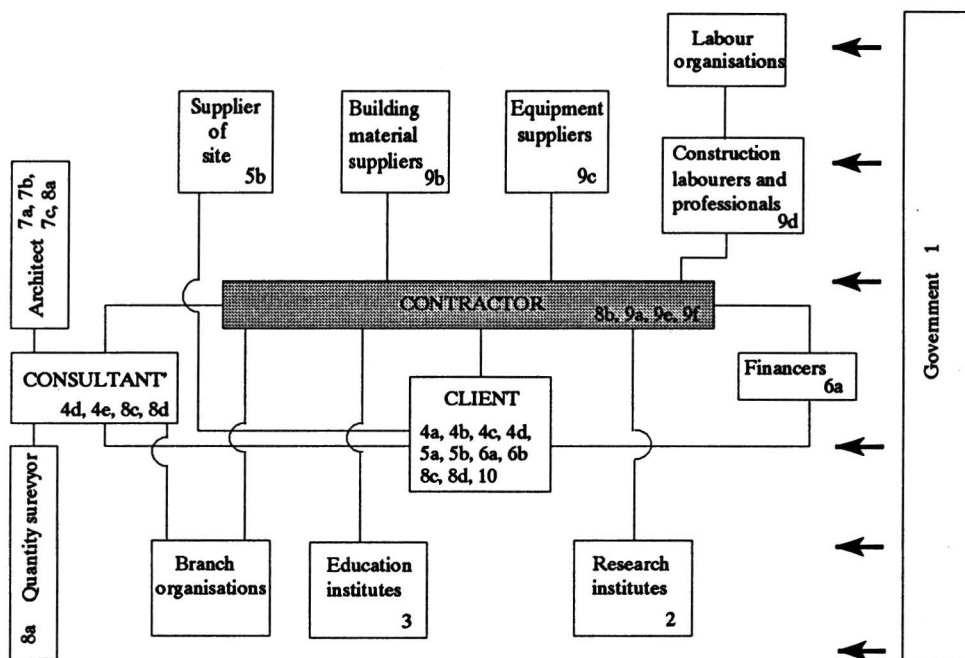 Labour
organisations
Supplier
of
site
5b
Building
material
suppliers
9b
Equipment
suppliers
9c
Construction
labourers and
professionals
9d
Architect 7a, 7b,
7c, 8a
CONTRACTOR
8b, 9a, 9e, 9f
Government 1
CONSULTANT'
4d, 4e, 8c, 8d
CLIENT
4a, 4b, 4c, 4d,
5a, 5b, 6a, 6b
8c, 8d, 10
Financers
6a
8a Quantity surevyor
Branch
organisations
Education
institutes
3
Research
institutes
2